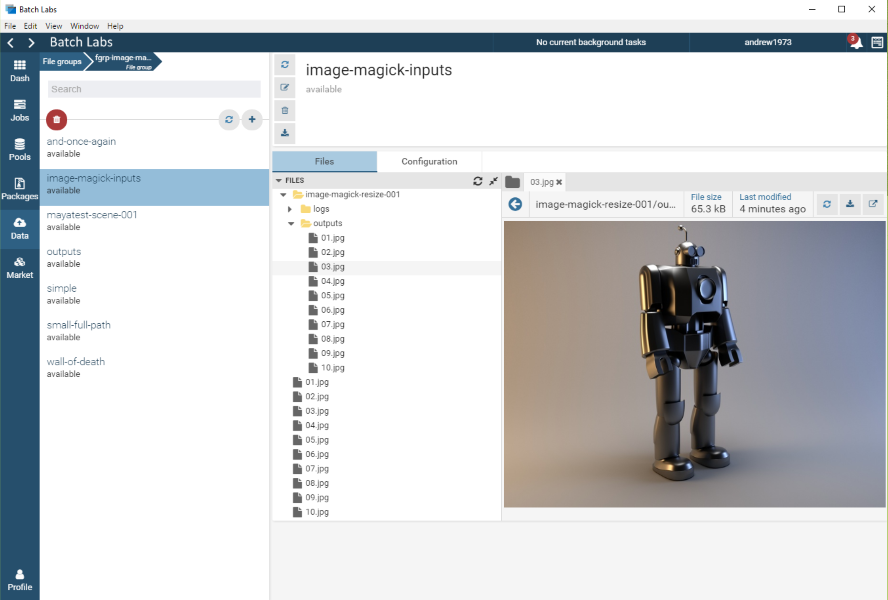 Batch Labs
File Edit View Window Help
Batch Labs
No current background tasks
andrew1973
3
Dash
Jobs
Pools
Packages
Data
Market
Profile
File groups
fgrp-image-ma...
File group
Search
and-once-again
available
image-magick-inputs
available
mayatest-scene-001
available
outputs
available
simple
available
small-full-path
available
wall-of-death
available
image-magick-inputs
available
Files
Configuration
FILES
image-magick-resize-001
logs
outputs
01.jpg
02.jpg
03.jpg
04.jpg
05.jpg
06.jpg
07.jpg
08.jpg
09.jpg
10.jpg
01.jpg
02.jpg
03.jpg
04.jpg
05.jpg
06.jpg
07.jpg
08.jpg
09.jpg
10.jpg
03.jpg
image-magick-resize-001/ou...
File size
65.3 kB
Last modified
4 minutes ago